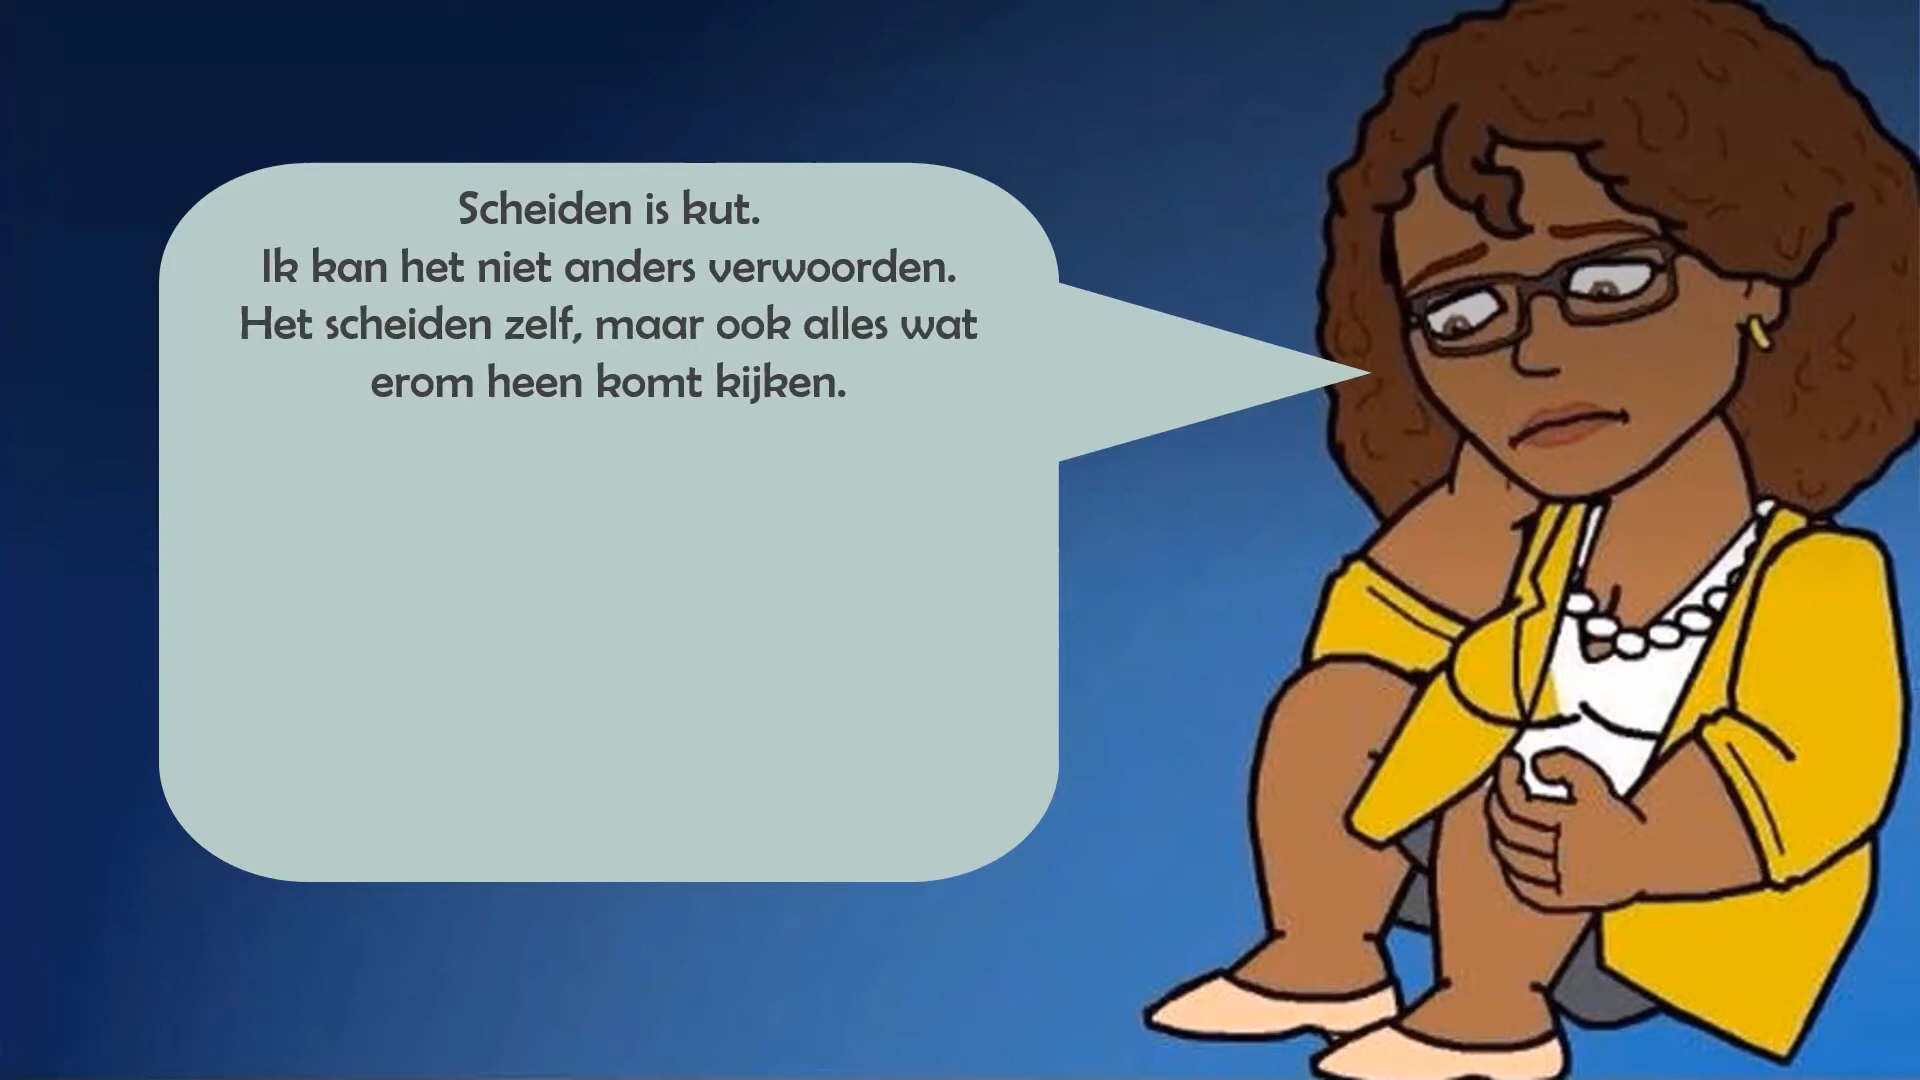 Scheiden is kut.
Ik kan het niet anders verwoorden.
Het scheiden zelf, maar ook alles wat
erom heen komt kijken.